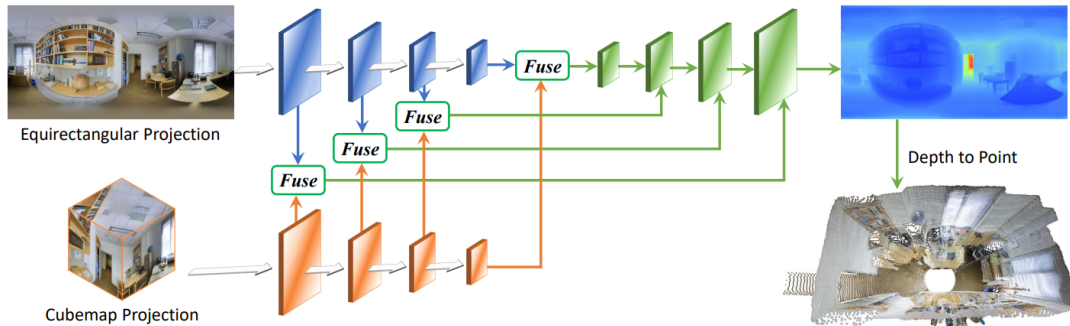 Equirectangular Projection
Fuse
Fuse
Fuse
Fuse
Depth to Point
Cubemap Projection